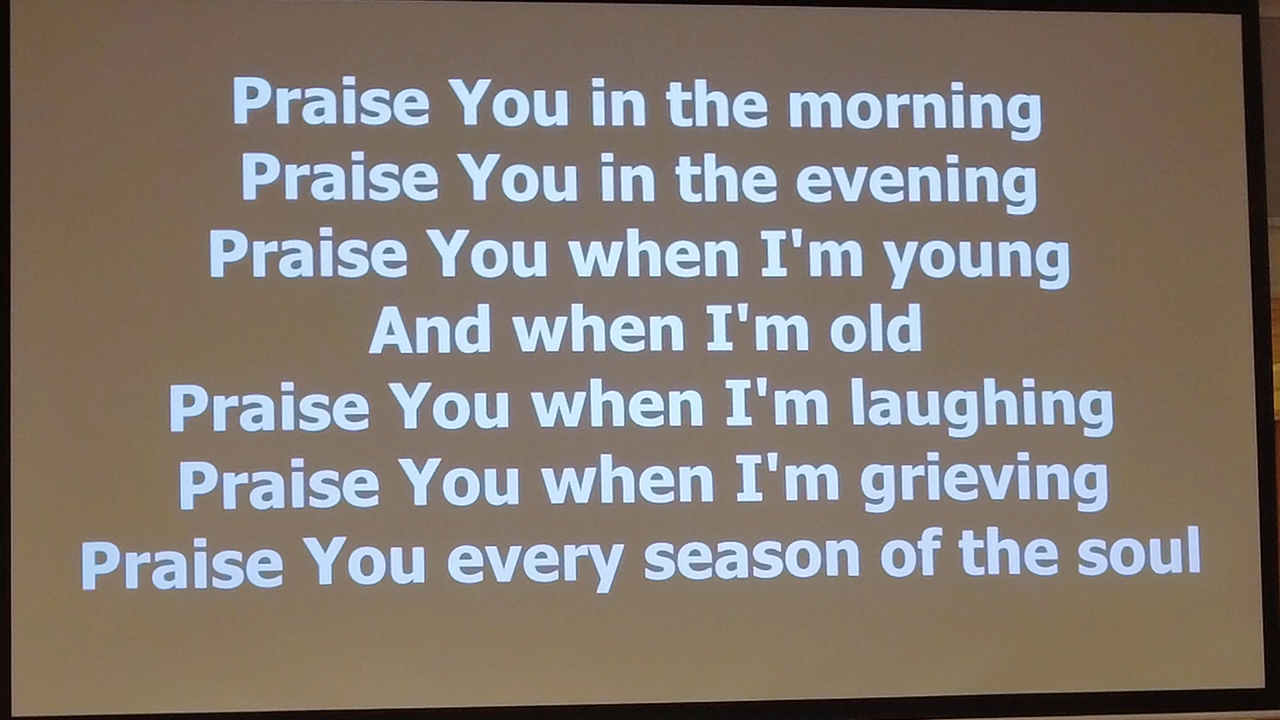 Praise You in the morning
Praise You in the evening
Praise You when I'm young
And when I'm old
Praise You when I'm laughing
Praise You when I'm grieving
Praise You every season of the soul